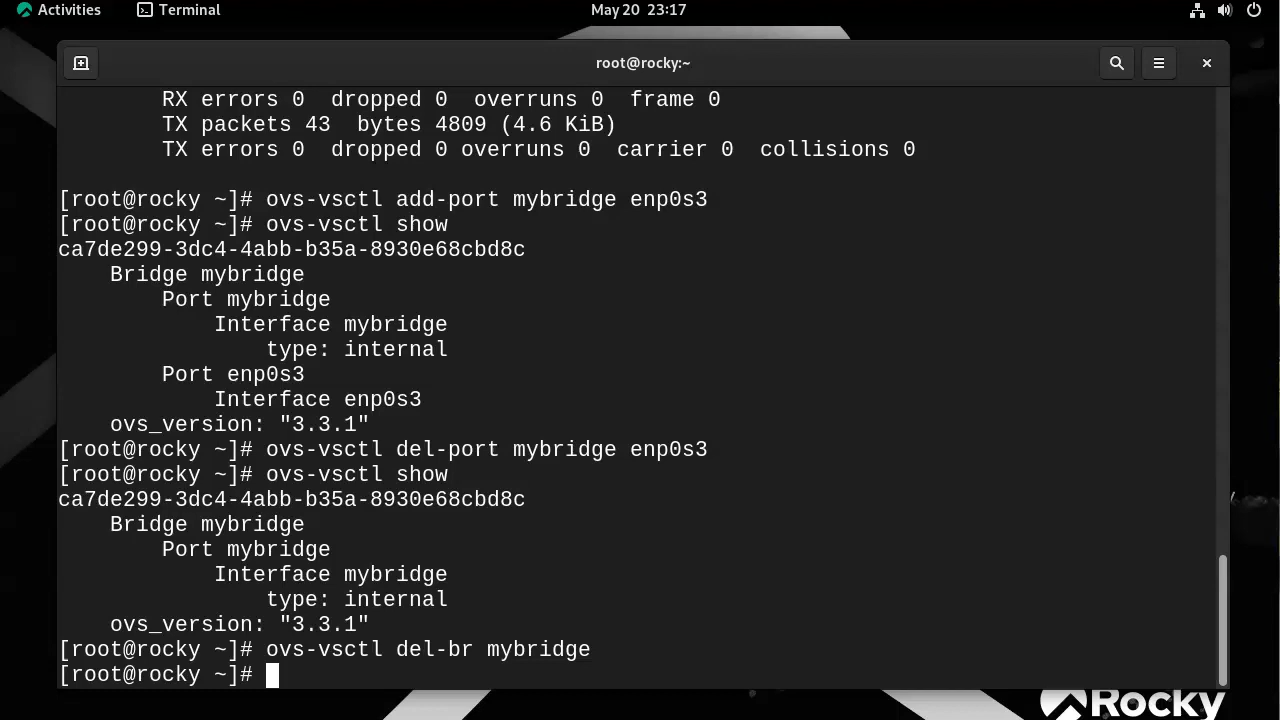 Activities Terminal May 20 23:17
root@rocky:~
RX errors 0 dropped 0 overruns 0 frame 0
TX packets 43 bytes 4809 (4.6 KiB)
TX errors 0 dropped 0 overruns 0 carrier 0 collisions 0
[root@rocky ~]# ovs-vsctl add-port mybridge enp0s3
[root@rocky ~]# ovs-vsctl show
ca7de299-3dc4-4abb-b35a-8930e68cbd8c
Bridge mybridge
Port mybridge
Interface mybridge
type: internal
Port enp0s3
Interface enp0s3
ovs_version: "3.3.1"
[root@rocky ~]# ovs-vsctl del-port mybridge enp0s3
[root@rocky ~]# ovs-vsctl show
ca7de299-3dc4-4abb-b35a-8930e68cbd8c
Bridge mybridge
Port mybridge
Interface mybridge
type: internal
ovs_version: "3.3.1"
[root@rocky ~]# ovs-vsctl del-br mybridge
[root@rocky ~]#
Rocky